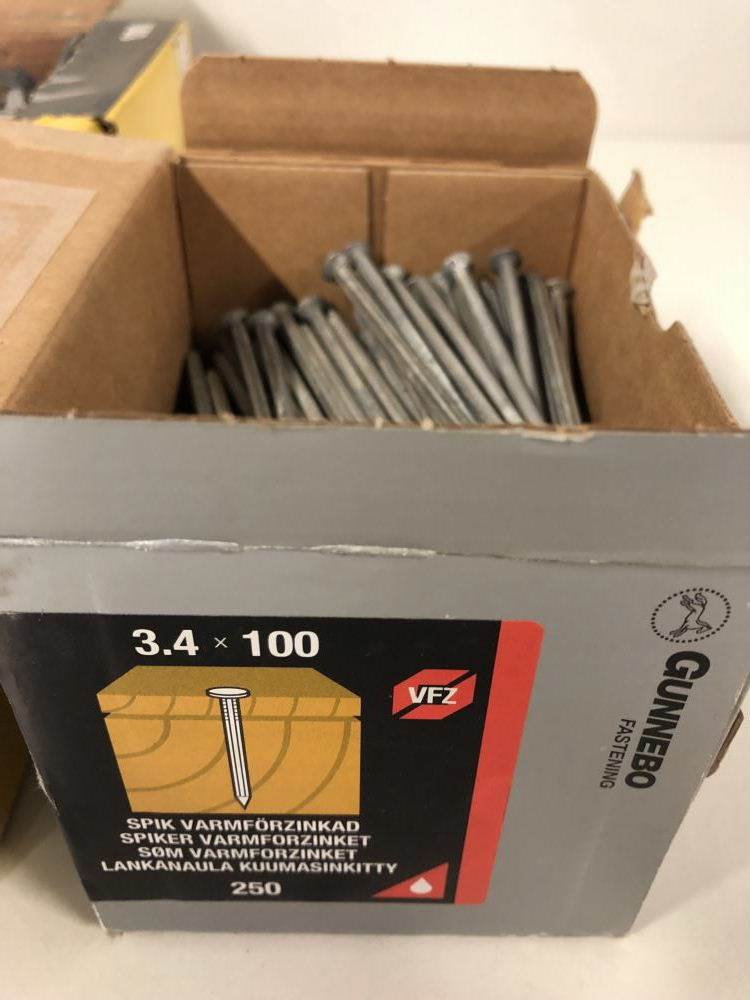 3.4 × 100
VFZ
SPIK VARMFÖRZINKAD
SPIKER VARMFORZINKET
SØM VARMFORZINKET
LANKANAULA KUUMASINKITTY
250
GUNNEBO
FASTENING